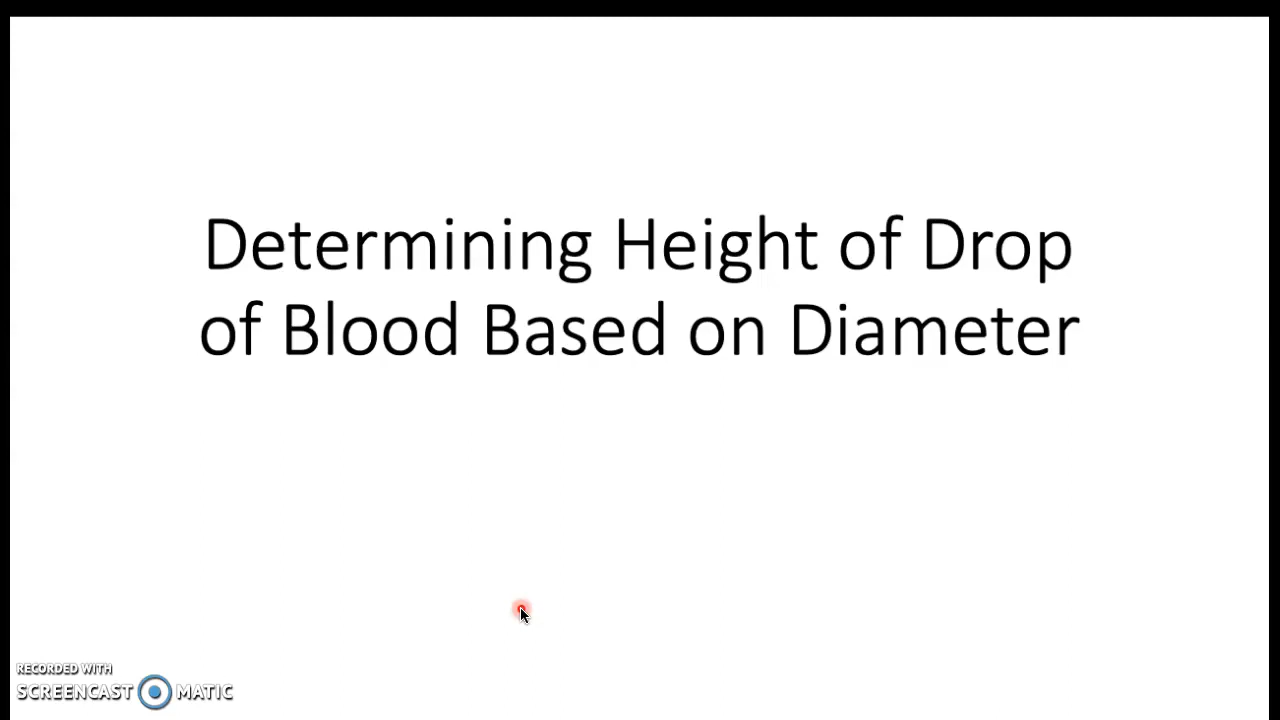 Determining Height of Drop
of Blood Based on Diameter
RECORDED WITH
SCREENCAST MATIC